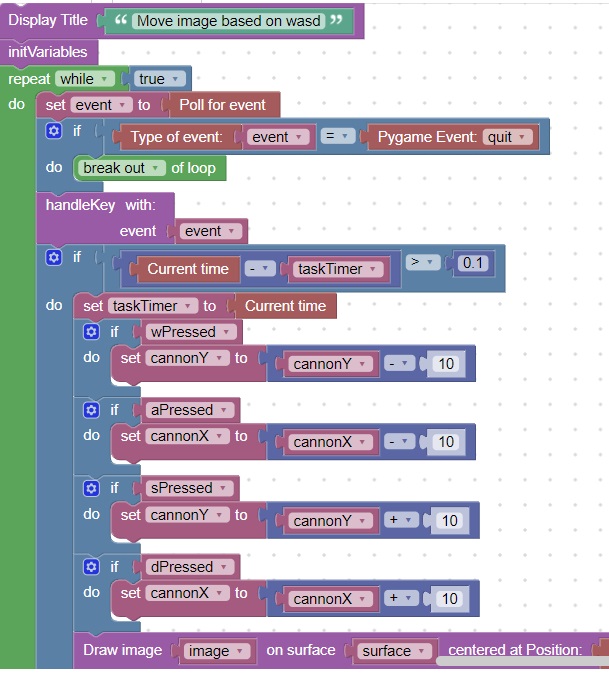 Display Title “ Move image based on wasd ”
initVariables
repeat while true
do set event to Poll for event
if Type of event: event = Pygame Event: quit
do break out of loop
handleKey with:
event event
if Current time - taskTimer > 0.1
do set taskTimer to Current time
if wPressed
do set cannonY to cannonY - 10
if aPressed
do set cannonX to cannonX - 10
if sPressed
do set cannonY to cannonY + 10
if dPressed
do set cannonX to cannonX + 10
Draw image image on surface surface centered at Position: